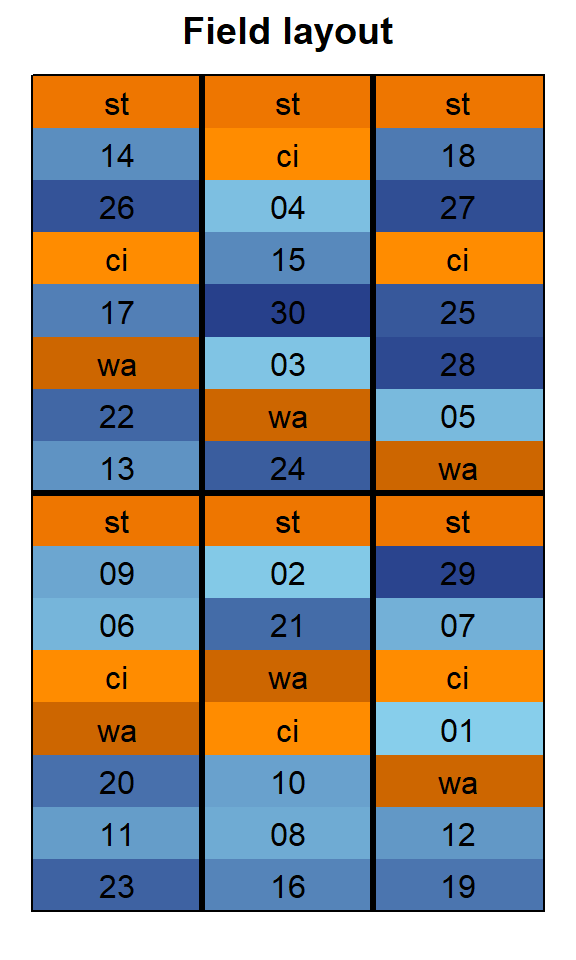 Field layout
st st st
14 ci 18
26 04 27
ci 15 ci
17 30 25
wa 03 28
22 wa 05
13 24 wa
st st st
09 02 29
06 21 07
ci wa ci
wa ci 01
20 10 wa
11 08 12
23 16 19